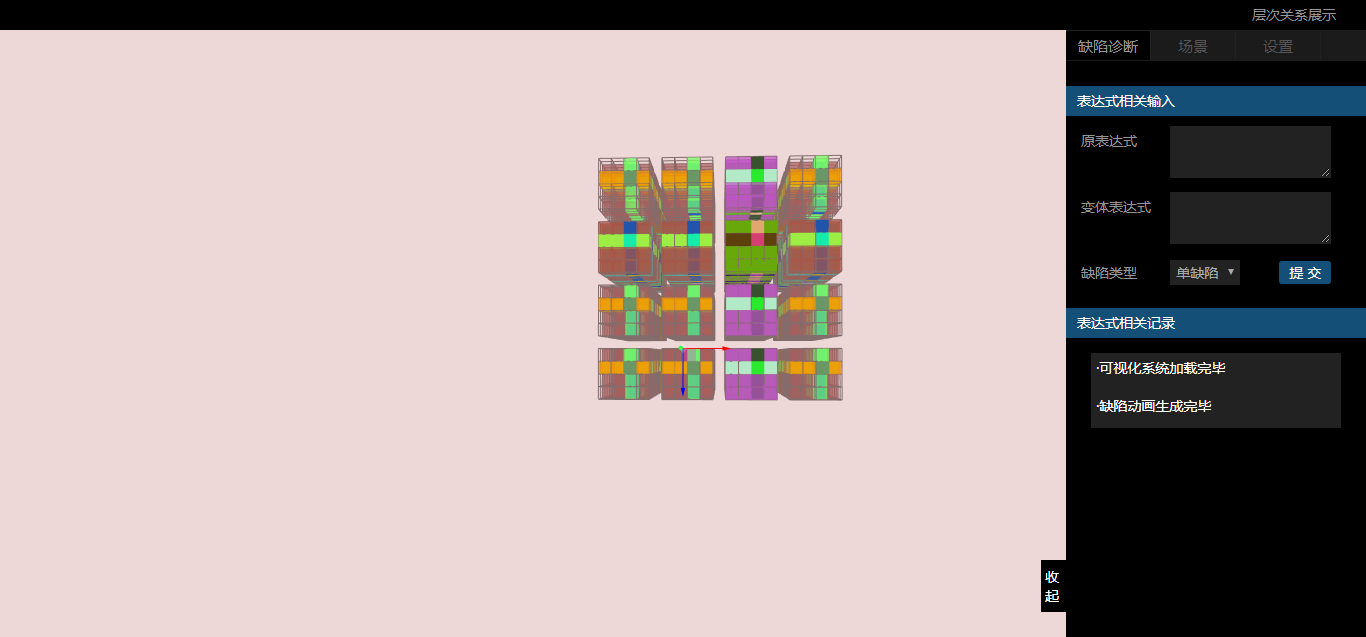 层次关系展示
缺陷诊断 场景 设置
表达式相关输入
原表达式
变体表达式
缺陷类型 单缺陷 提 交
表达式相关记录
·可视化系统加载完毕
·缺陷动画生成完毕
收
起